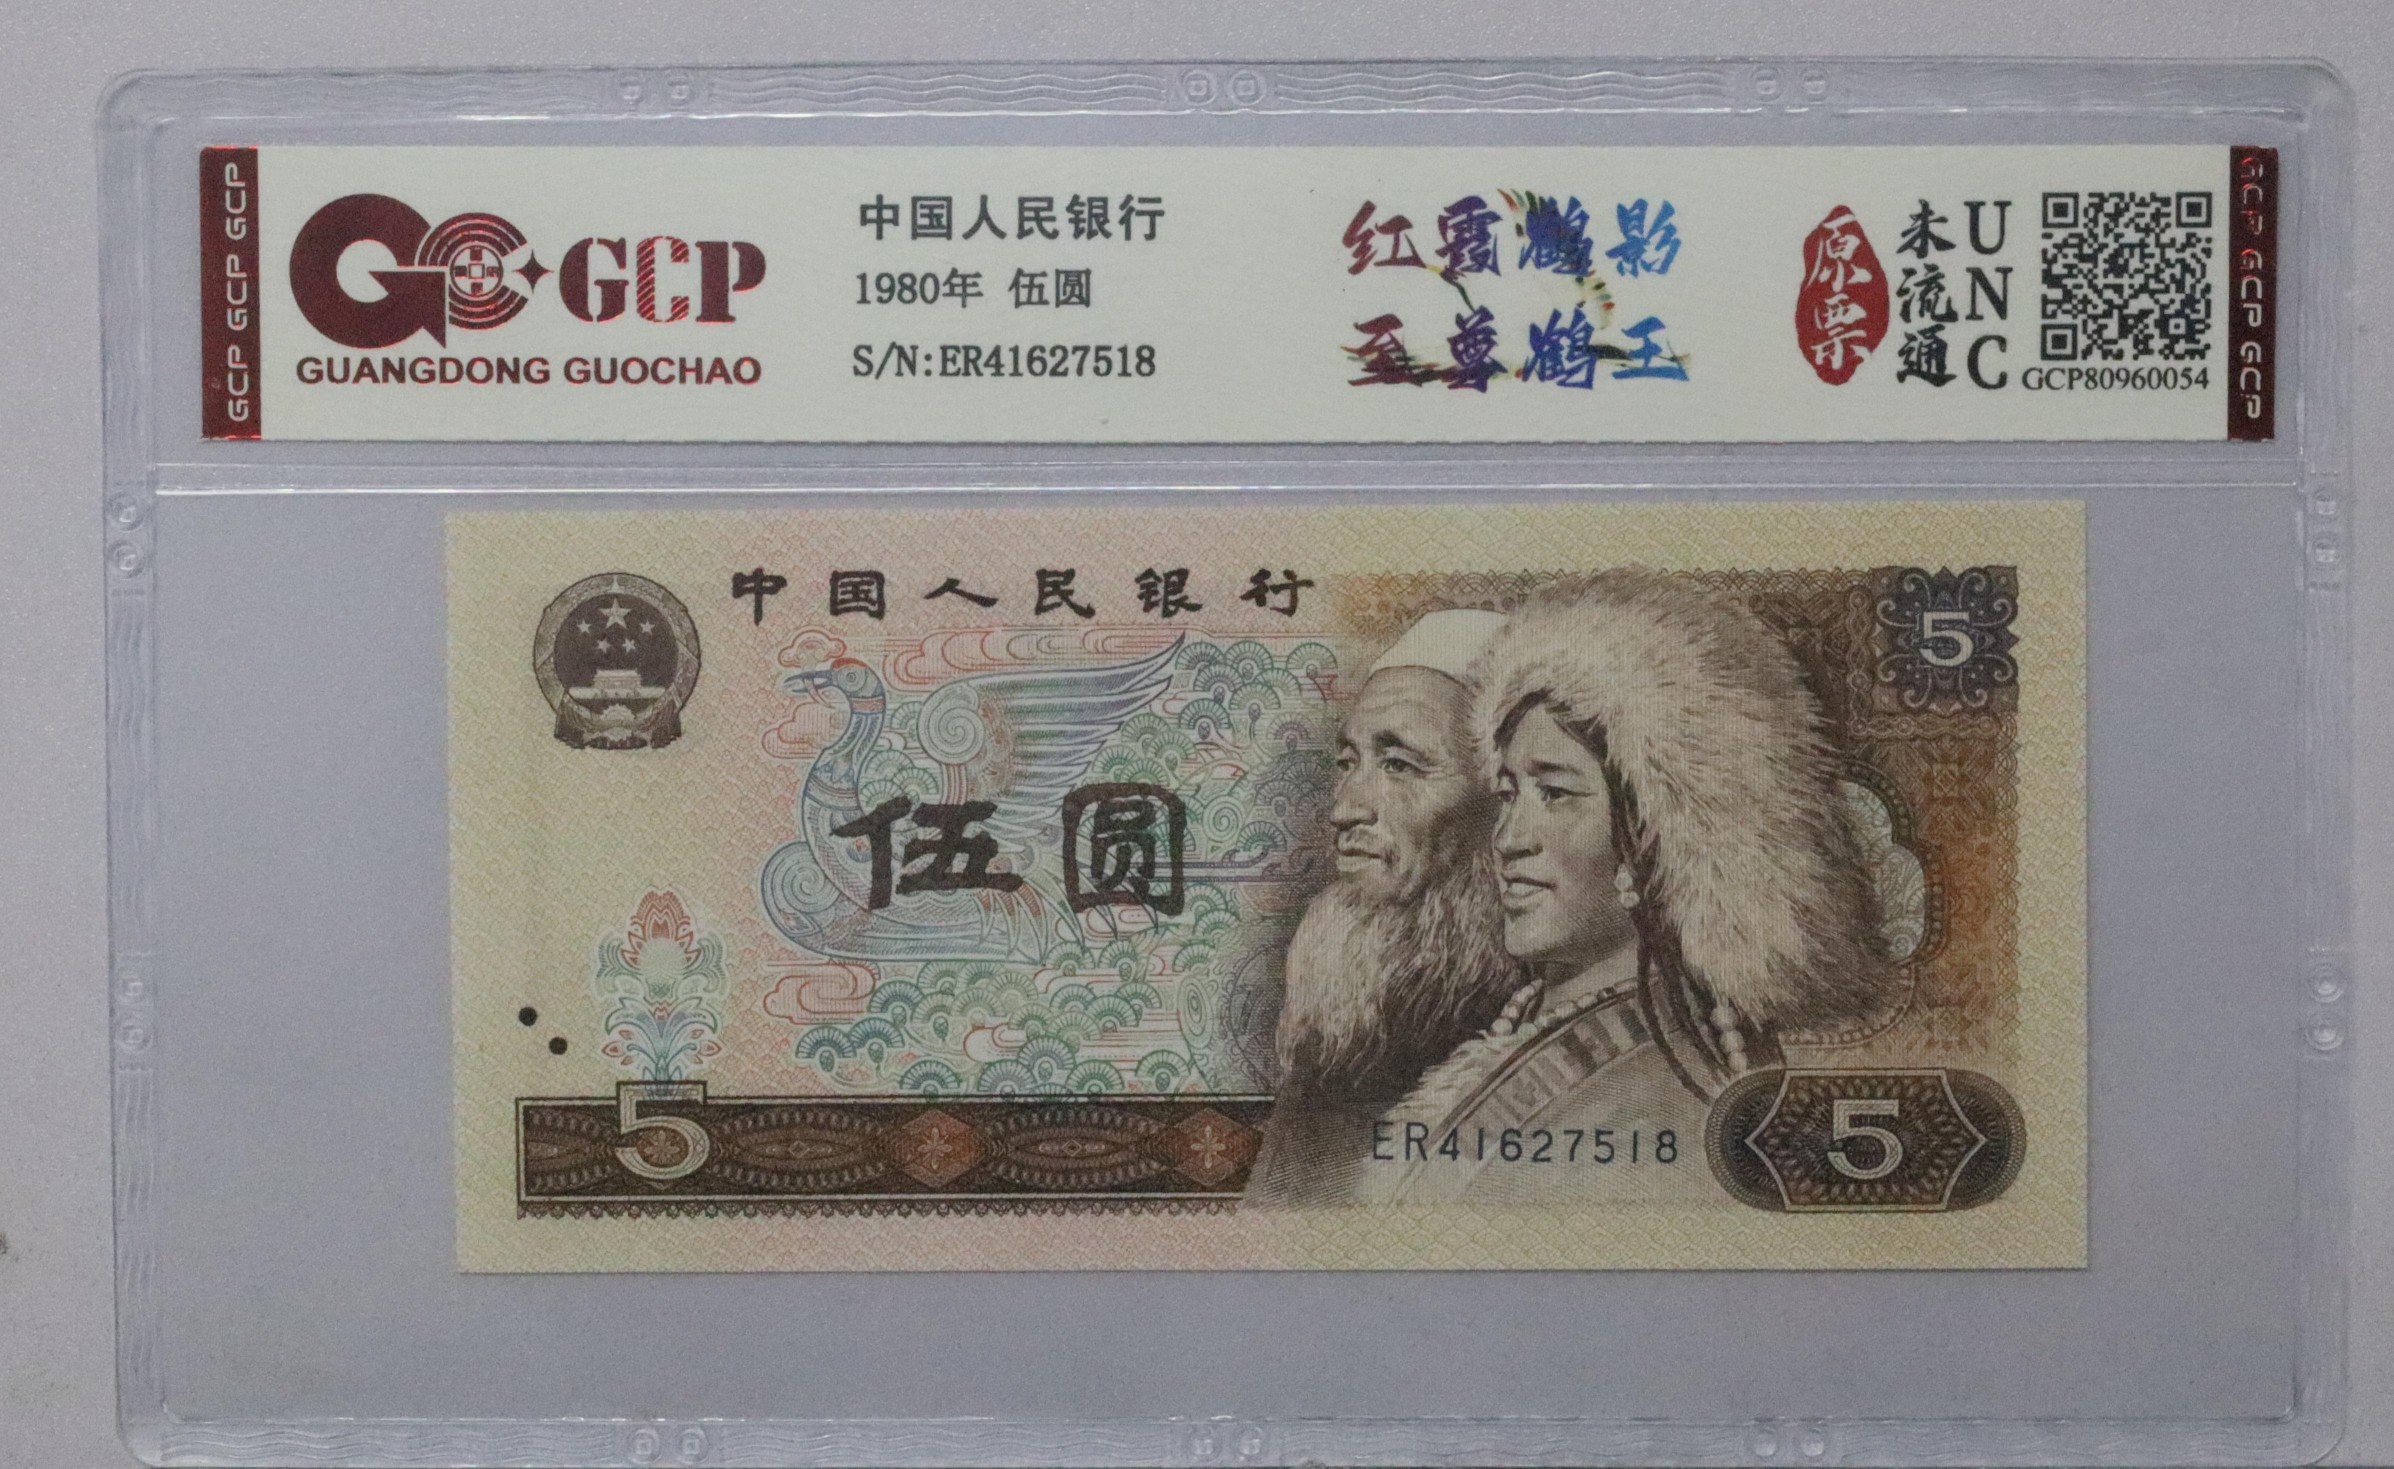 GCP GCP GCP
GCP
GUANGDONG GUOCHAO
中国人民银行
1980年 伍圆
S/N:ER41627518
红霞鹤影
至尊鹤王
原票
未流通
UNC
GCP80960054
GCP GCP GCP GCP
中国人民银行
伍圆
5
5
ER41627518
5